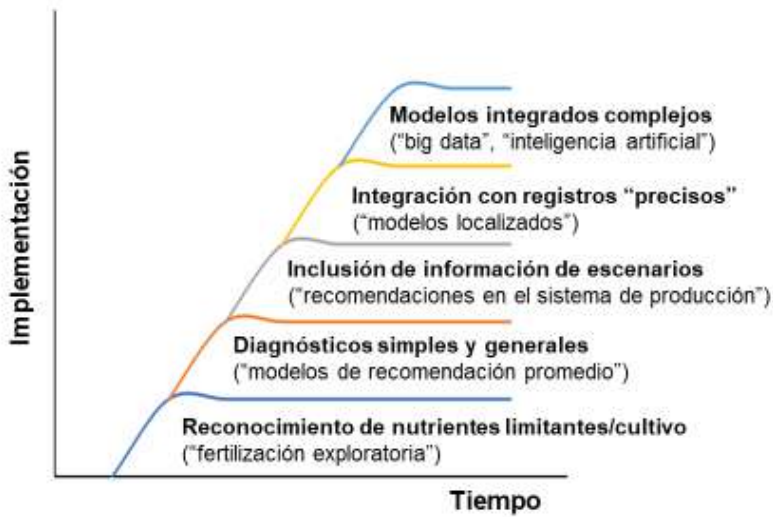 Implementación
Modelos integrados complejos
(“big data”, “inteligencia artificial”)
Integración con registros “precisos”
(“modelos localizados”)
Inclusión de información de escenarios
(“recomendaciones en el sistema de producción”)
Diagnósticos simples y generales
(“modelos de recomendación promedio”)
Reconocimiento de nutrientes limitantes/cultivo
(“fertilización exploratoria”)
Tiempo